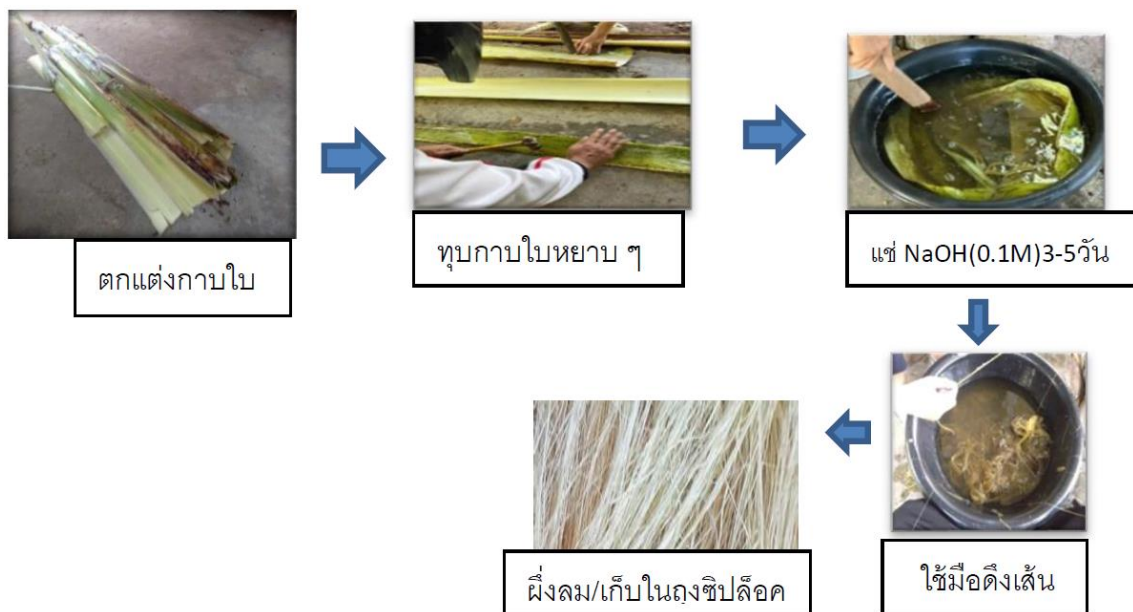 ตกแต่งกาบใบ
ทุบกาบใบหยาบ ๆ
แช่ NaOH(0.1M)3-5วัน
ใช้มือดึงเส้น
ผึ่งลม/เก็บในถุงซิปล็อค